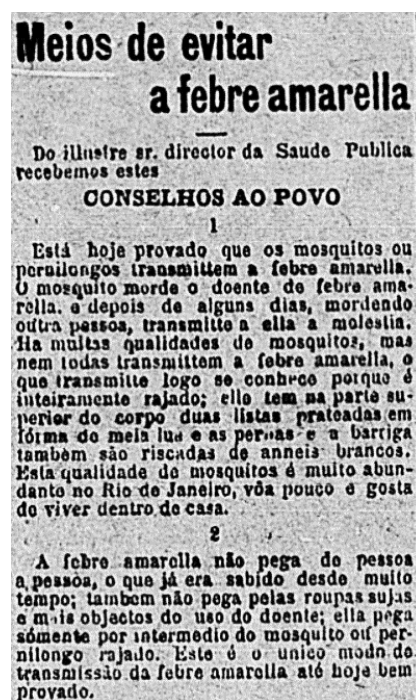 Meios de evitar
a febre amarella
Do illustre sr. director da Saude Publica
recebemos estes
CONSELHOS AO POVO
1
Está hoje provado que os mosquitos ou
pernilongos transmittem a febre amarella.
O mosquito morde o doente de febre ama-
rella, e depois de alguns dias, mordendo
outra pessoa, transmitte a ella a molestia.
Ha muitas qualidades de mosquitos, mas
nem todas transmittem a febre amarella, o
que transmitte logo se conhece porque é
inteiramente rajado; elle tem na parte su-
perior do corpo duas listas prateadas em
fórma de meia lua e as pernas e a barriga
também são riscadas de anneis brancos.
Esta qualidade de mosquitos é muito abun-
dante no Rio de Janeiro, vôa pouco e gosta
de viver dentro de casa.
2
A febre amarella não pega de pessoa
a pessoa, o que já era sabido desde muito
tempo; tambem não pega pelas roupas sujas
e mais objectos do uso do doente; ella pega
sómente por intermedio do mosquito ou per-
nilongo rajado. Este é o unico modo de
transmissão da febre amarella até hoje bem
provado.